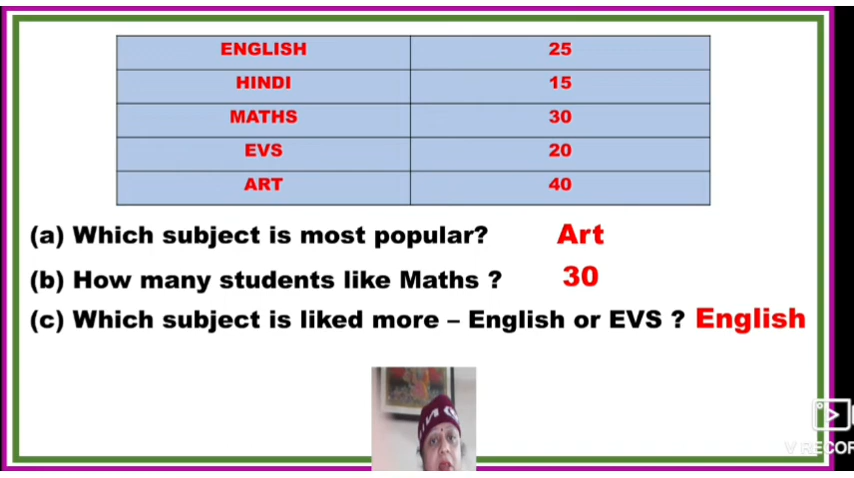 ENGLISH 25
HINDI 15
MATHS 30
EVS 20
ART 40
(a) Which subject is most popular? Art
(b) How many students like Maths ? 30
(c) Which subject is liked more – English or EVS ? English
V RECOR